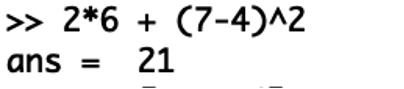 >> 2*6 + (7-4)^2
ans = 21